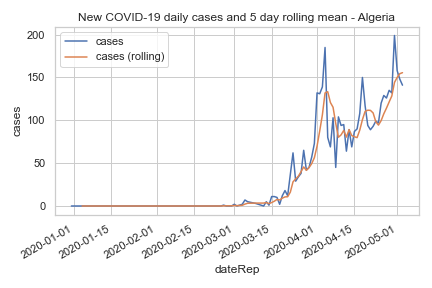 New COVID-19 daily cases and 5 day rolling mean - Algeria
cases
cases (rolling)
200
150
100
50
0
cases
2020-01-01
2020-01-15
2020-02-01
2020-02-15
2020-03-01
2020-03-15
2020-04-01
2020-04-15
2020-05-01
dateRep